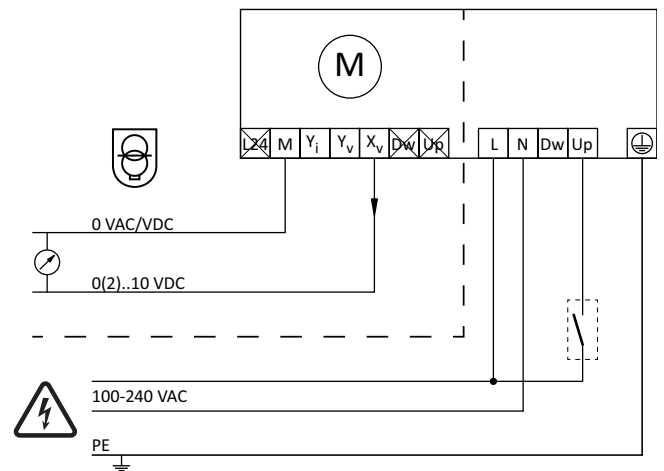 M
L24 M Yi Yv Xv Dw Up L N Dw Up
0 VAC/VDC
0(2)..10 VDC
100-240 VAC
PE